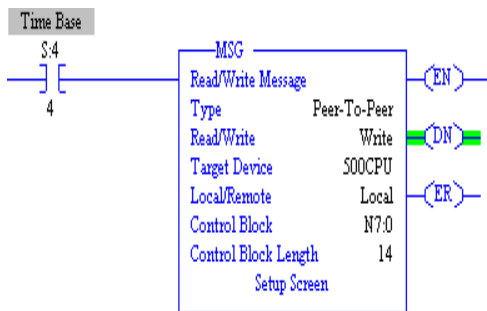 Time Base
S:4
4
MSG
Read/Write Message
Type Peer-To-Peer
Read/Write Write
Target Device 500CPU
Local/Remote Local
Control Block N7:0
Control Block Length 14
Setup Screen
EN
DN
ER